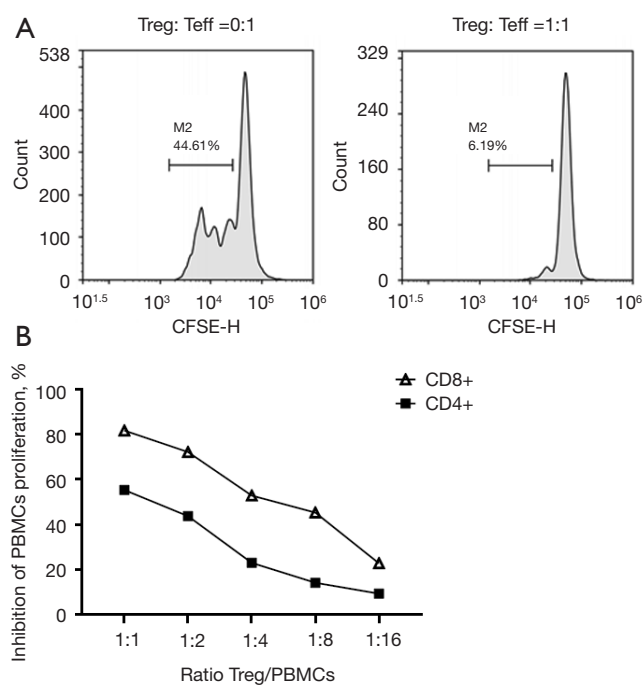 A
Treg: Teff =0:1
538
400
300
200
100
0
Count
M2
44.61%
10^1.5 10^3 10^4 10^5 10^6
CFSE-H
Treg: Teff =1:1
329
240
160
80
0
Count
M2
6.19%
10^1.5 10^3 10^4 10^5 10^6
CFSE-H
B
Inhibition of PBMCs proliferation, %
100
80
60
40
20
0
1:1 1:2 1:4 1:8 1:16
Ratio Treg/PBMCs
CD8+
CD4+